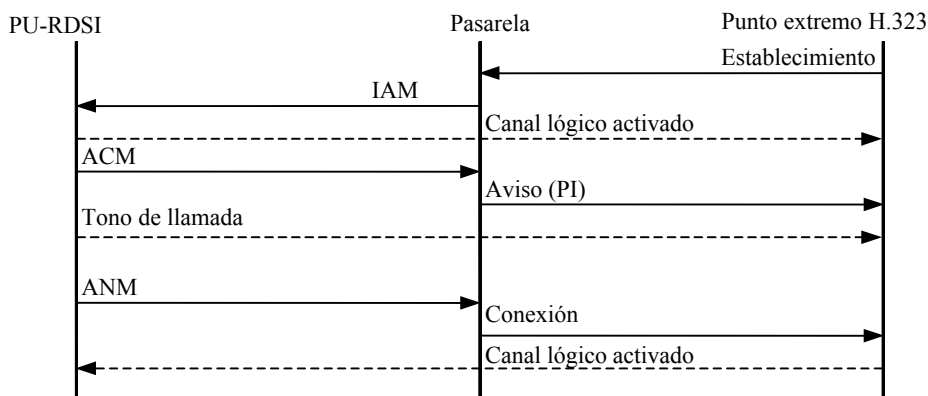 PU-RDSI
Pasarela
Punto extremo H.323
Establecimiento
IAM
Canal lógico activado
ACM
Aviso (PI)
Tono de llamada
ANM
Conexión
Canal lógico activado